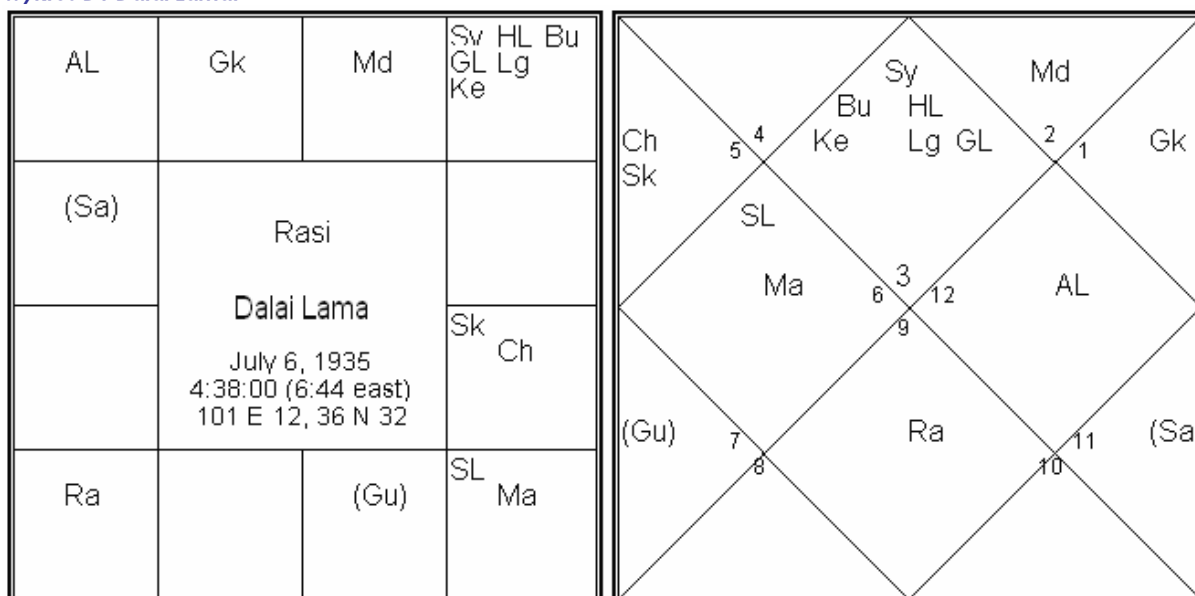 AL
Gk
Md
Sy HL Bu
GL Lg
Ke
(Sa)
Rasi
Dalai Lama
July 6, 1935
4:38:00 (6:44 east)
101 E 12, 36 N 32
Sk
Ch
Ra
(Gu)
SL
Ma
Sy
Md
Bu HL
Ch 5 4 Ke Lg GL 2 1 Gk
Sk
SL
Ma 6 3 12 AL
9
(Gu) 7 Ra 11 (Sa
8 10